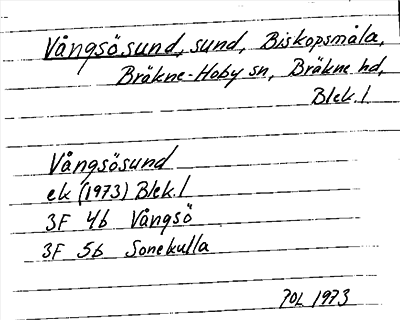 Vångsösund, sund, Biskopsmåla,
Bräkne-Hoby sn, Bräkne hd,
Blek. l
Vångsösund
ek (1973) Blek. l
3F 4b Vångsö
3F 5b Sonekulla
POL 1973